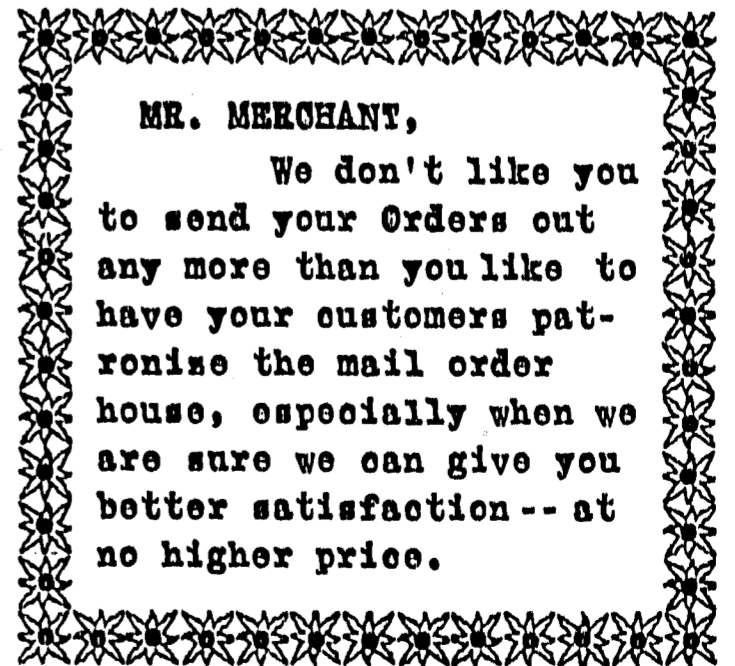 MR. MERCHANT,
We don't like you
to send your Orders out
any more than you like to
have your customers pat-
ronize the mail order
house, especially when we
are sure we can give you
better satisfaction -- at
no higher price.